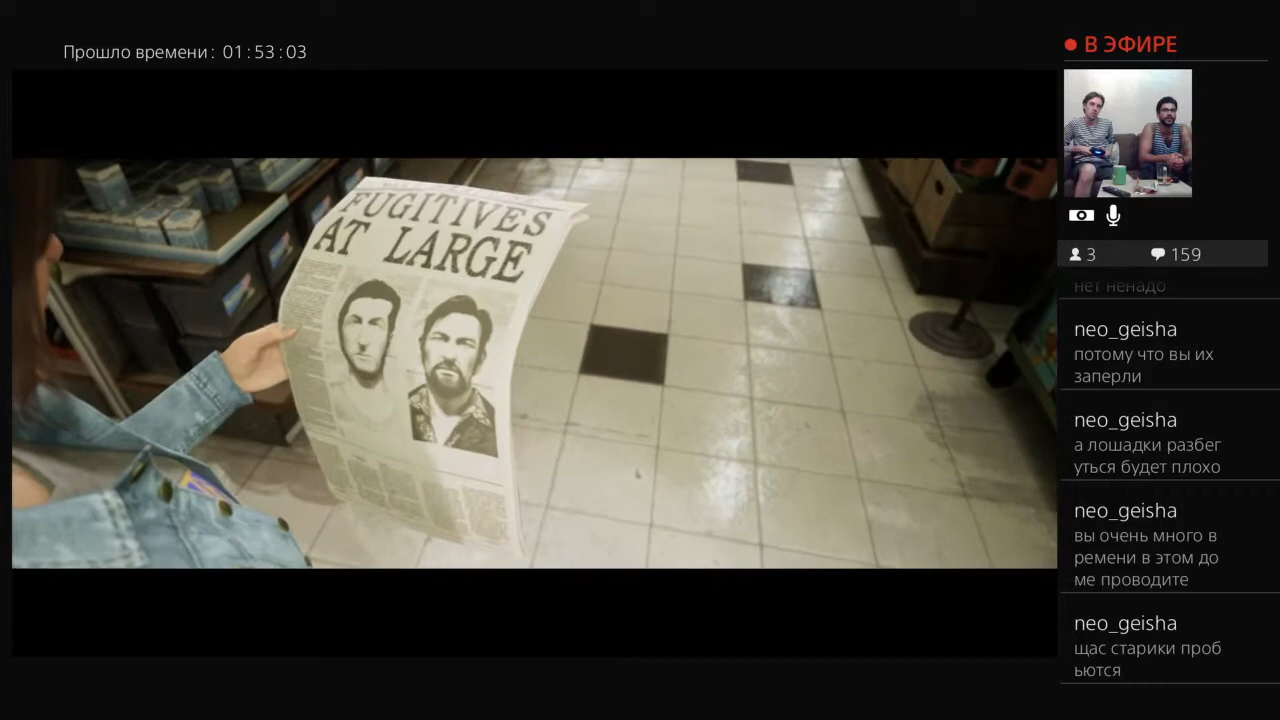 Прошло времени: 01:53:03
В ЭФИРЕ
3
159
FUGITIVES
AT LARGE
нет ненадо
neo_geisha
потому что вы их
заперли
neo_geisha
а лошадки разбег
уться будет плохо
neo_geisha
вы очень много в
ремени в этом до
ме проводите
neo_geisha
щас старики проб
ьются